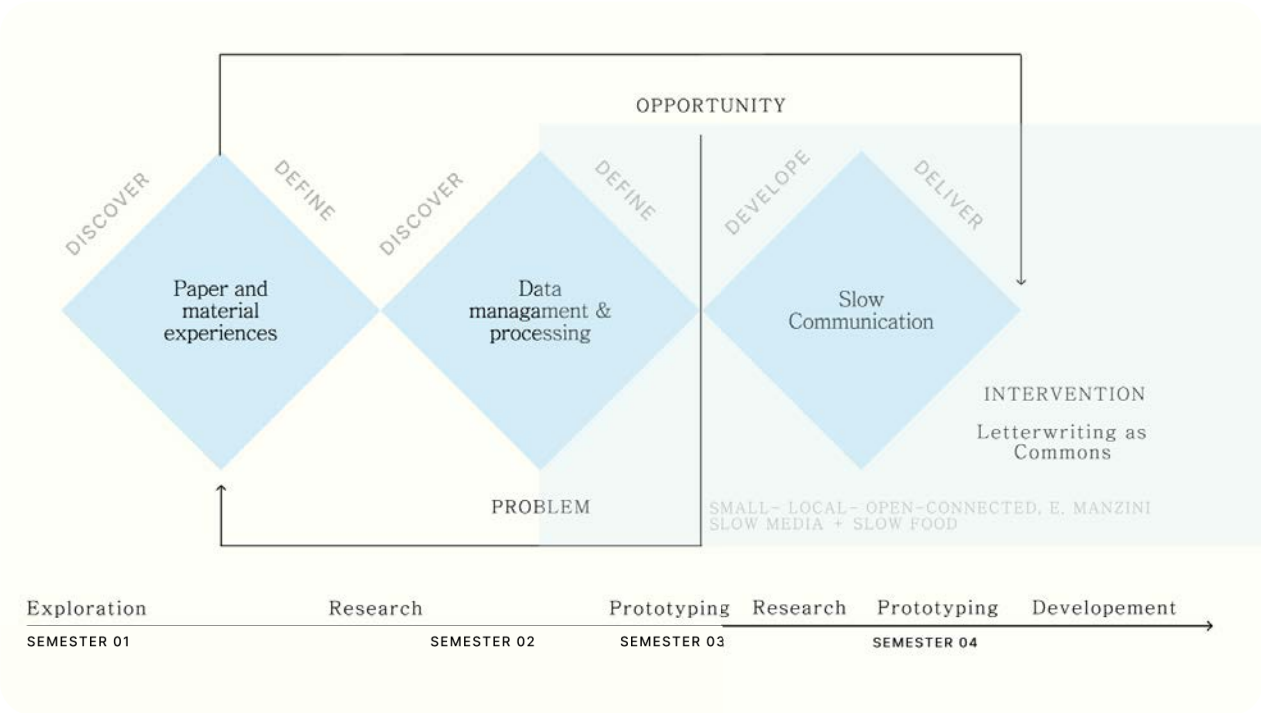 OPPORTUNITY
DISCOVER
DEFINE
DISCOVER
DEFINE
DEVELOPE
DELIVER
Paper and
material
experiences
Data
managament &
processing
Slow
Communication
INTERVENTION
Letterwriting as
Commons
PROBLEM
SMALL- LOCAL- OPEN-CONNECTED, E. MANZINI
SLOW MEDIA + SLOW FOOD
Exploration Research Prototyping Research Prototyping Developement
SEMESTER 01 SEMESTER 02 SEMESTER 03 SEMESTER 04